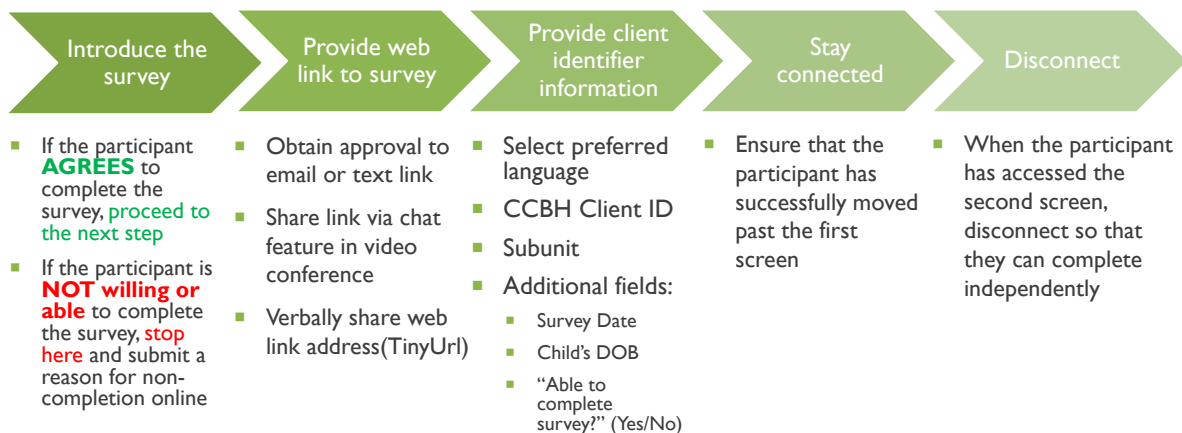 Introduce the
survey
Provide web
link to survey
Provide client
identifier
information
Stay
connected
Disconnect
If the participant
AGREES to
complete the
survey, proceed to
the next step
If the participant is
NOT willing or
able to complete
the survey, stop
here and submit a
reason for non-
completion online
Obtain approval to
email or text link
Share link via chat
feature in video
conference
Verbally share web
link address(TinyUrl)
Select preferred
language
CCBH Client ID
Subunit
Additional fields:
Survey Date
Child's DOB
“Able to
complete
survey?” (Yes/No)
Ensure that the
participant has
successfully moved
past the first
screen
When the participant
has accessed the
second screen,
disconnect so that
they can complete
independently